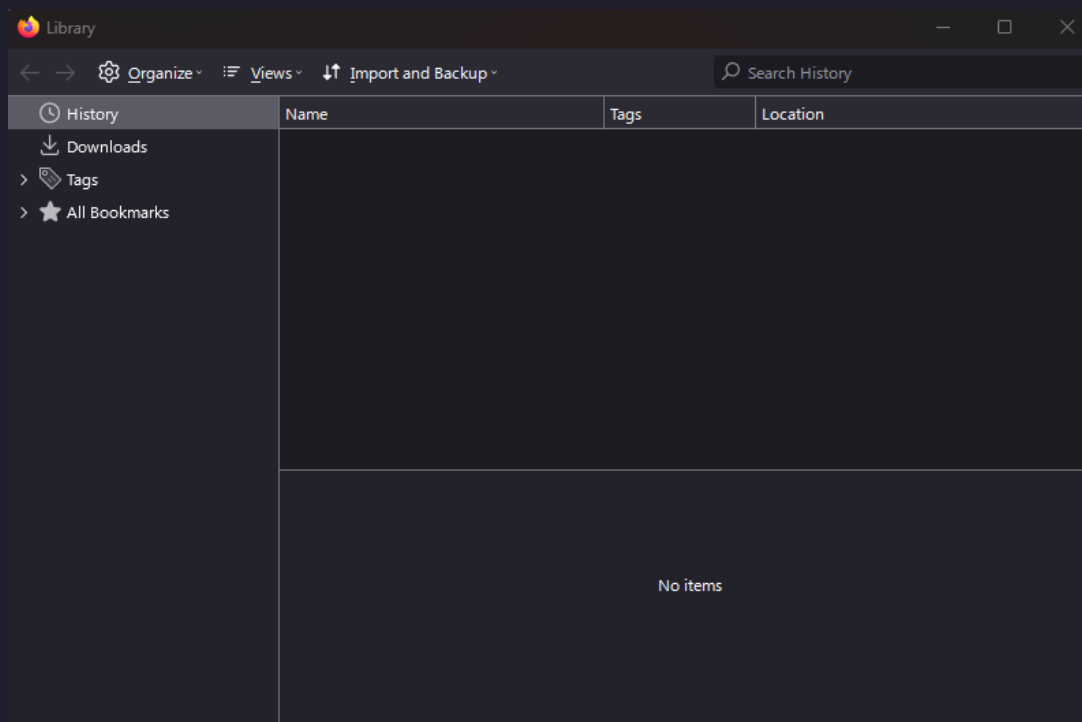 Library
Organize Views Import and Backup Search History
History Name Tags Location
Downloads
Tags
All Bookmarks
No items